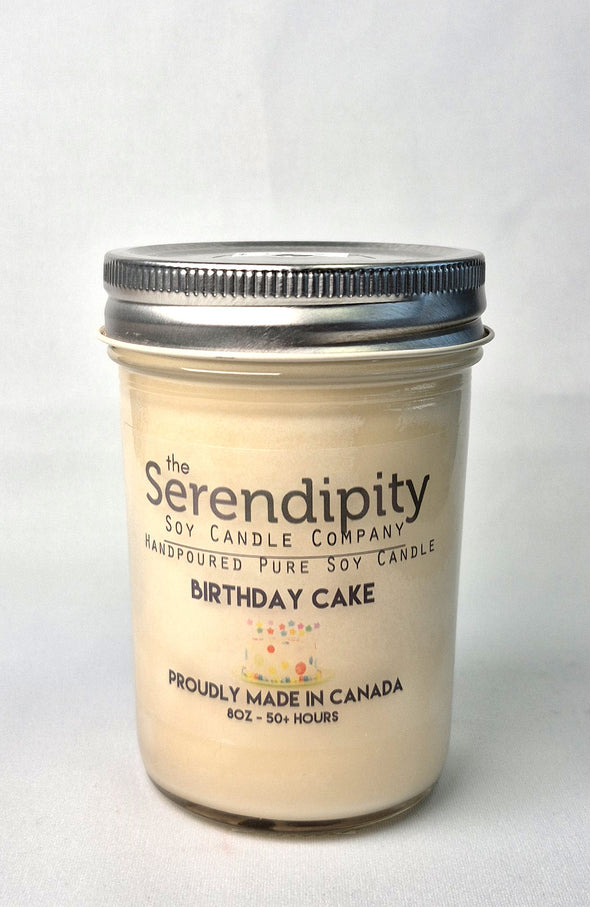 the
Serendipity
SOY CANDLE COMPANY
HANDPOURED PURE SOY CANDLE
BIRTHDAY CAKE
PROUDLY MADE IN CANADA
8OZ - 50+ HOURS